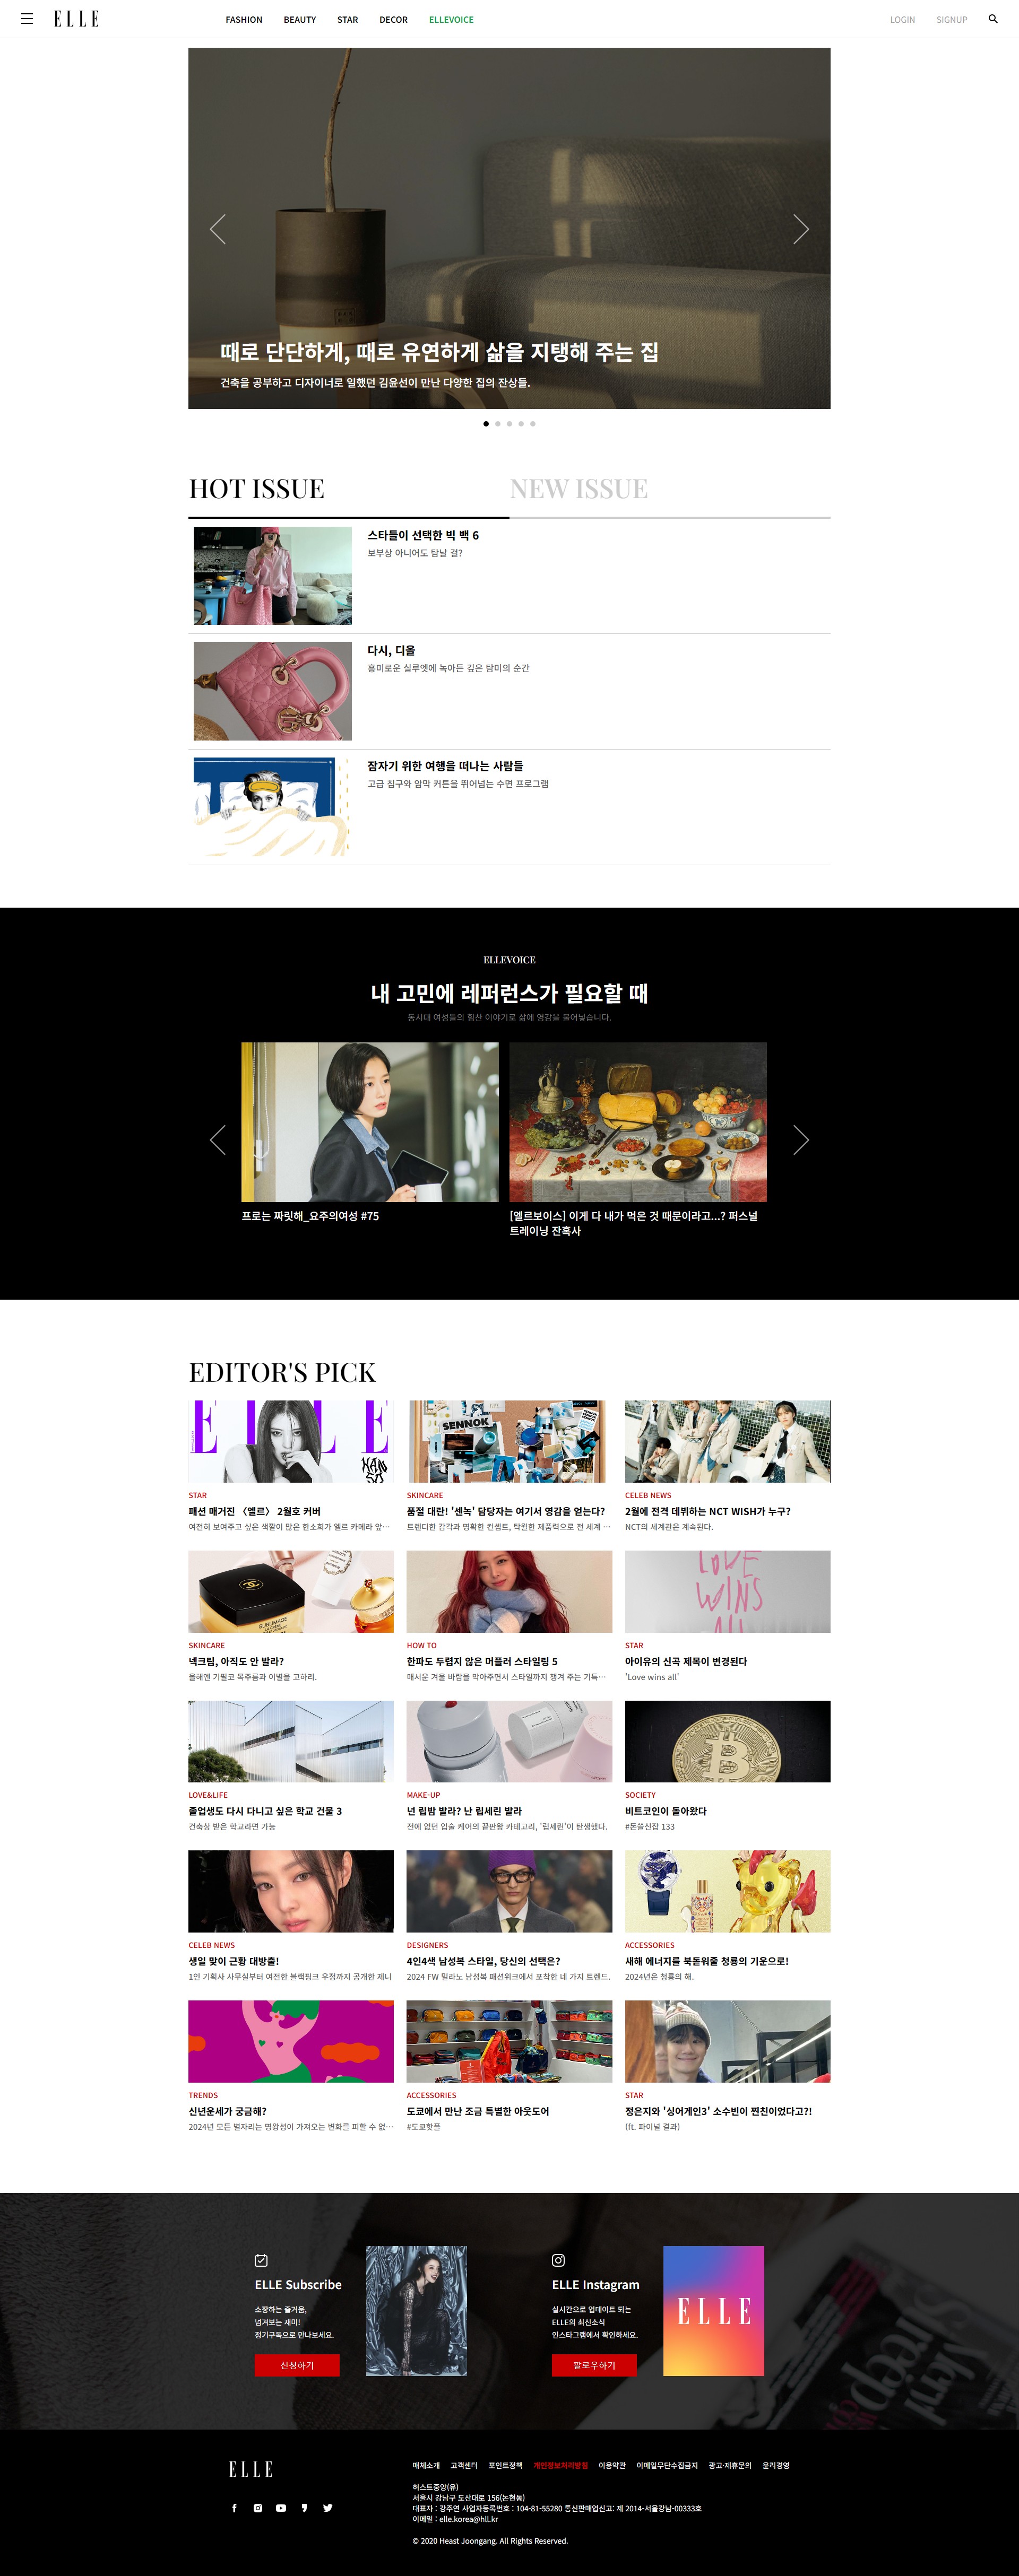 ELLE
FASHION BEAUTY STAR DECOR ELLEVOICE
LOGIN SIGNUP
때로 단단하게, 때로 유연하게 삶을 지탱해 주는 집
건축을 공부하고 디자이너로 일했던 김윤선이 만난 다양한 집의 잔상들.
HOT ISSUE
NEW ISSUE
스타들이 선택한 빅 백 6
보부상 아니어도 탐날 걸?
다시, 디올
흥미로운 실루엣에 녹아든 깊은 탐미의 순간
잠자기 위한 여행을 떠나는 사람들
고급 침구와 암막 커튼을 뛰어넘는 수면 프로그램
ELLEVOICE
내 고민에 레퍼런스가 필요할 때
동시대 여성들의 힘찬 이야기로 삶에 영감을 불어넣습니다.
프로는 짜릿해_요주의여성 #75
[엘르보이스] 이게 다 내가 먹은 것 때문이라고...? 퍼스널
트레이닝 잔혹사
EDITOR'S PICK
ELLE
HAN
SO
SENNOK
STAR
패션 매거진 〈엘르〉 2월호 커버
여전히 보여주고 싶은 색깔이 많은 한소희가 엘르 카메라 앞…
SKINCARE
품절 대란! '센녹' 담당자는 여기서 영감을 얻는다?
트렌디한 감각과 명확한 컨셉트, 탁월한 제품력으로 전 세계 …
CELEB NEWS
2월에 전격 데뷔하는 NCT WISH가 누구?
NCT의 세계관은 계속된다.
SUBLIMAGE
LOVE
WINS
ALL
SKINCARE
넥크림, 아직도 안 발라?
올해엔 기필코 목주름과 이별을 고하리.
HOW TO
한파도 두렵지 않은 머플러 스타일링 5
매서운 겨울 바람을 막아주면서 스타일까지 챙겨 주는 기특…
STAR
아이유의 신곡 제목이 변경된다
'Love wins all'
LOVE&LIFE
졸업생도 다시 다니고 싶은 학교 건물 3
건축상 받은 학교라면 가능
MAKE-UP
넌 립밤 발라? 난 립세린 발라
전에 없던 입술 케어의 끝판왕 카테고리, '립세린'이 탄생했다.
SOCIETY
비트코인이 돌아왔다
#돈쓸신잡 133
CELEB NEWS
생일 맞이 근황 대방출!
1인 기획사 사무실부터 여전한 블랙핑크 우정까지 공개한 제니
DESIGNERS
4인4색 남성복 스타일, 당신의 선택은?
2024 FW 밀라노 남성복 패션위크에서 포착한 네 가지 트렌드.
ACCESSORIES
새해 에너지를 북돋워줄 청룡의 기운으로!
2024년은 청룡의 해.
TRENDS
신년운세가 궁금해?
2024년 모든 별자리는 명왕성이 가져오는 변화를 피할 수 없…
ACCESSORIES
도쿄에서 만난 조금 특별한 아웃도어
#도쿄핫플
STAR
정은지와 '싱어게인3' 소수빈이 찐친이었다고?!
(ft. 파이널 결과)
ELLE Subscribe
소장하는 즐거움,
넘겨보는 재미!
정기구독으로 만나보세요.
신청하기
ELLE Instagram
실시간으로 업데이트 되는
ELLE의 최신소식
인스타그램에서 확인하세요.
팔로우하기
ELLE
ELLE
매체소개 고객센터 포인트정책 개인정보처리방침 이용약관 이메일무단수집금지 광고·제휴문의 윤리경영
허스트중앙(유)
서울시 강남구 도산대로 156(논현동)
대표자 : 강주연 사업자등록번호 : 104-81-55280 통신판매업신고: 제 2014-서울강남-00333호
이메일 : elle.korea@hll.kr
© 2020 Heast Joongang. All Rights Reserved.